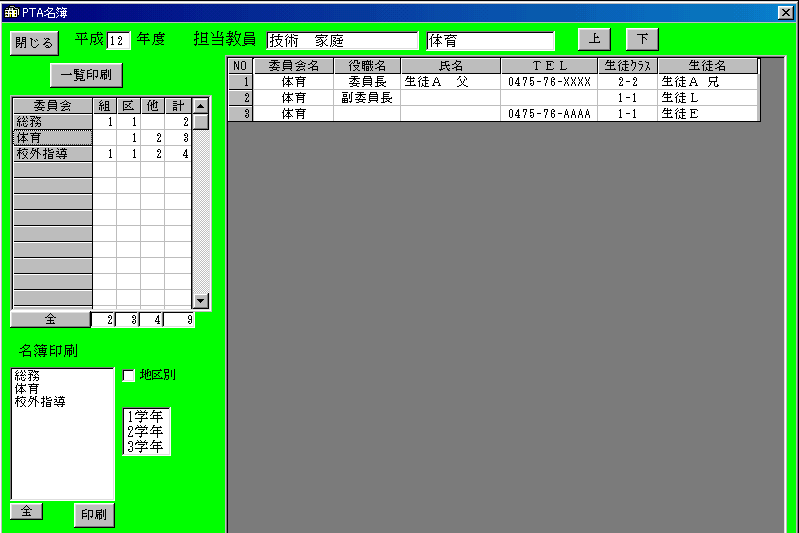 PTA名簿
閉じる 平成 12 年度 担当教員 技術 家庭 体育 上 下
一覧印刷
委員会 組 区 他 計
総務 1 1 2
体育 1 2 3
校外指導 1 1 2 4
全 2 3 4 9
NO 委員会名 役職名 氏名 TEL 生徒クラス 生徒名
1 体育 委員長 生徒A 父 0475-76-XXXX 2-2 生徒A 兄
2 体育 副委員長 1-1 生徒L
3 体育 0475-76-AAAA 1-1 生徒E
名簿印刷
総務
体育
校外指導
地区別
1学年
2学年
3学年
全 印刷